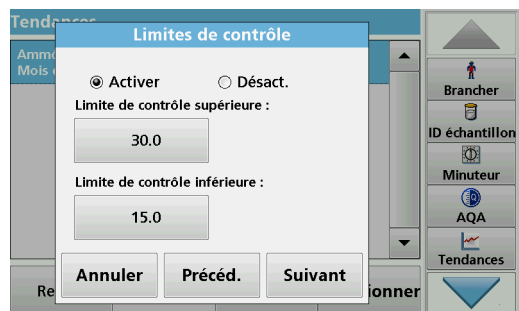 Tendances
Limites de contrôle
Activer
Désact.
Limite de contrôle supérieure :
30.0
Limite de contrôle inférieure :
15.0
Annuler
Précéd.
Suivant
Brancher
ID échantillon
Minuteur
AQA
Tendances